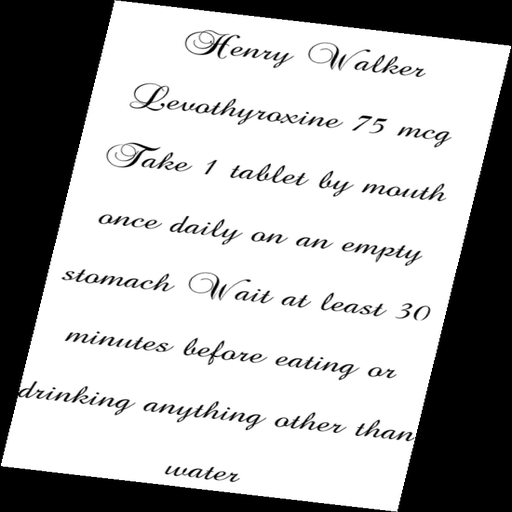 Henry Walker
Levothyroxine 75 mcg
Take 1 tablet by mouth
once daily on an empty
stomach Wait at least 30
minutes before eating or
drinking anything other than
water